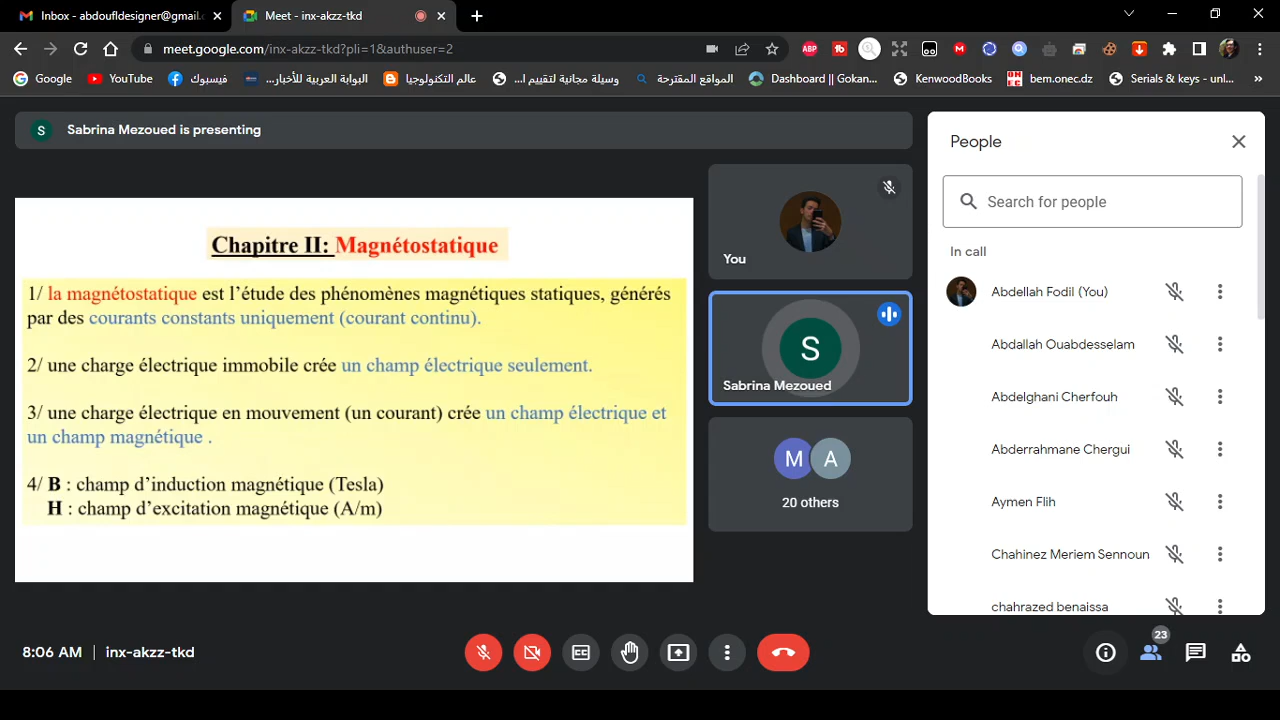 Inbox - abdoufldesigner@gmail.c
Meet - inx-akzz-tkd
meet.google.com/inx-akzz-tkd?pli=1&authuser=2
ABP
Google
YouTube
فيسبوك
البوابة العربية للأخبار...
عالم التكنولوجيا
وسيلة مجانية لتقييم ا...
المواقع المقترحة
Dashboard || Gokan...
KenwoodBooks
bem.onec.dz
Serials & keys - unl...
S
Sabrina Mezoued is presenting
Chapitre II: Magnétostatique
1/ la magnétostatique est l’étude des phénomènes magnétiques statiques, générés
par des courants constants uniquement (courant continu).
2/ une charge électrique immobile crée un champ électrique seulement.
3/ une charge électrique en mouvement (un courant) crée un champ électrique et
un champ magnétique .
4/ B : champ d’induction magnétique (Tesla)
H : champ d’excitation magnétique (A/m)
You
S
Sabrina Mezoued
M A
20 others
People
Search for people
In call
Abdellah Fodil (You)
Abdallah Ouabdesselam
Abdelghani Cherfouh
Abderrahmane Chergui
Aymen Flih
Chahinez Meriem Sennoun
chahrazed benaissa
8:06 AM | inx-akzz-tkd
23